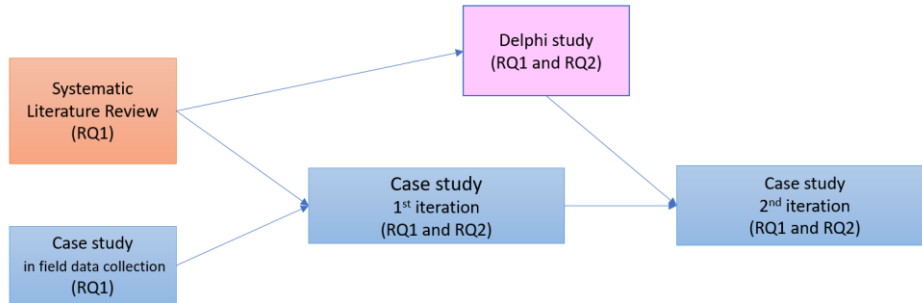 Delphi study
(RQ1 and RQ2)
Systematic
Literature Review
(RQ1)
Case study
1st iteration
(RQ1 and RQ2)
Case study
2nd iteration
(RQ1 and RQ2)
Case study
in field data collection
(RQ1)